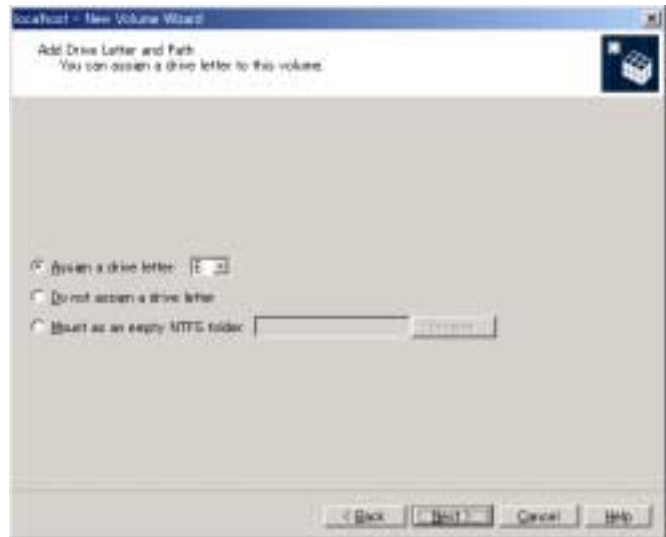 localhost - New Volume Wizard
Add Drive Letter and Path
You can assign a drive letter to this volume.
Assign a drive letter: E
Do not assign a drive letter
Mount as an empty NTFS folder:
< Back Next > Cancel Help